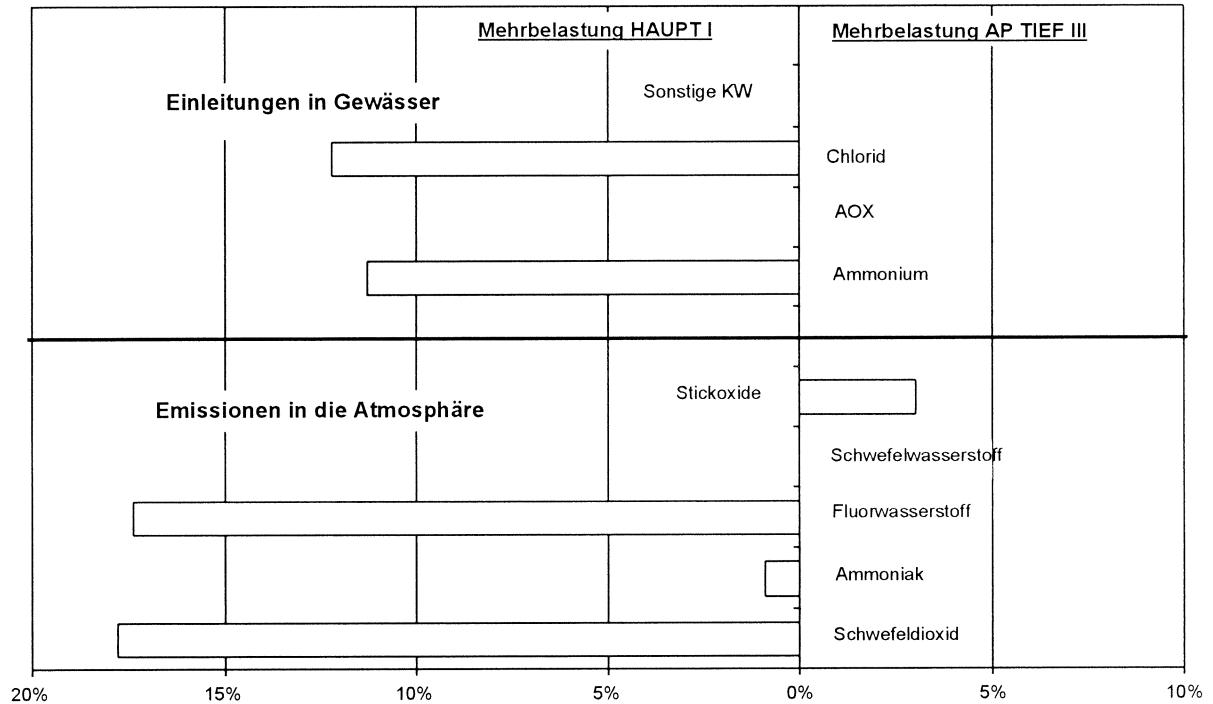 Mehrbelastung HAUPT I
Mehrbelastung AP TIEF III
Einleitungen in Gewässer
Sonstige KW
Chlorid
AOX
Ammonium
Emissionen in die Atmosphäre
Stickoxide
Schwefelwasserstoff
Fluorwasserstoff
Ammoniak
Schwefeldioxid
20% 15% 10% 5% 0% 5% 10%